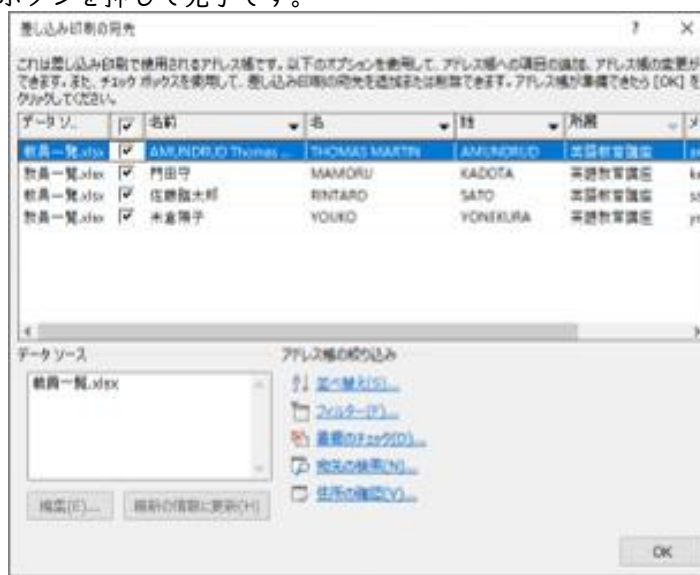 ボタンを押して完了です。
差し込み印刷の宛先 ? ×
これは差し込み印刷で使用されるアドレス帳です。以下のオプションを使用して、アドレス帳への項目の追加、アドレス帳の変更が
できます。また、チェック ボックスを使用して、差し込み印刷の宛先を追加または削除できます。アドレス帳が準備できたら [OK] を
クリックしてください。
データ ソ... 名前 名 姓 所属 メ
教員一覧.xlsx AMUNDRUD Thomas ... THOMAS MARTIN AMUNDRUD 英語教育講座
教員一覧.xlsx 門田守 MAMORU KADOTA 英語教育講座
教員一覧.xlsx 佐藤臨太郎 RINTARO SATO 英語教育講座
教員一覧.xlsx 米倉陽子 YOUKO YONEKURA 英語教育講座
データ ソース アドレス帳の絞り込み
教員一覧.xlsx
並べ替え(S)...
フィルター(F)...
重複のチェック(D)...
宛先の検索(N)...
住所の確認(V)...
編集(E)... 最新の情報に更新(H)
OK